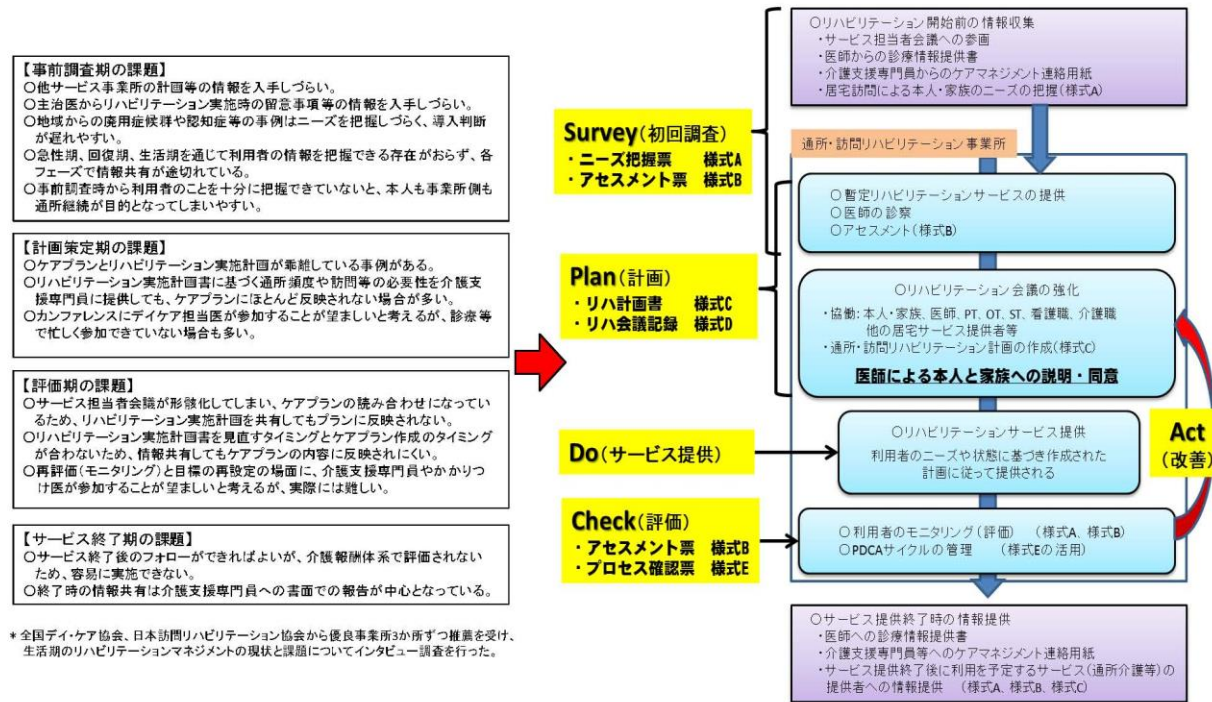 【事前調査期の課題】
○他サービス事業所の計画等の情報を入手しづらい。
○主治医からリハビリテーション実施時の留意事項等の情報を入手しづらい。
○地域からの廃用症候群や認知症等の事例はニーズを把握しづらく、導入判断
が遅れやすい。
○急性期、回復期、生活期を通じて利用者の情報を把握できる存在がおらず、各
フェーズで情報共有が途切れている。
○事前調査時から利用者のことを十分に把握できていないと、本人も事業所側も
通所継続が目的となってしまいやすい。
【計画策定期の課題】
○ケアプランとリハビリテーション実施計画が乖離している事例がある。
○リハビリテーション実施計画書に基づく通所頻度や訪問等の必要性を介護支
援専門員に提供しても、ケアプランにほとんど反映されない場合が多い。
○カンファレンスにデイケア担当医が参加することが望ましいと考えるが、診療等
で忙しく参加できていない場合も多い。
【評価期の課題】
○サービス担当者会議が形骸化してしまい、ケアプランの読み合わせになってい
るため、リハビリテーション実施計画を共有してもプランに反映されない。
○リハビリテーション実施計画書を見直すタイミングとケアプラン作成のタイミング
が合わないため、情報共有してもケアプランの内容に反映されにくい。
○再評価(モニタリング)と目標の再設定の場面に、介護支援専門員やかかりつ
け医が参加することが望ましいと考えるが、実際には難しい。
【サービス終了期の課題】
○サービス終了後のフォローができればよいが、介護報酬体系で評価されない
ため、容易に実施できない。
○終了時の情報共有は介護支援専門員への書面での報告が中心となっている。
* 全国デイ・ケア協会、日本訪問リハビリテーション協会から優良事業所3か所ずつ推薦を受け、
生活期のリハビリテーションマネジメントの現状と課題についてインタビュー調査を行った。
Survey(初回調査)
・ニーズ把握票 様式A
・アセスメント票 様式B
Plan(計画)
・リハ計画書 様式C
・リハ会議記録 様式D
Do(サービス提供)
Check(評価)
・アセスメント票 様式B
・プロセス確認票 様式E
○リハビリテーション開始前の情報収集
・サービス担当者会議への参画
・医師からの診療情報提供書
・介護支援専門員からのケアマネジメント連絡用紙
・居宅訪問による本人・家族のニーズの把握(様式A)
通所・訪問リハビリテーション事業所
○暫定リハビリテーションサービスの提供
○医師の診察
○アセスメント(様式B)
○リハビリテーション会議の強化
・協働:本人・家族、医師、PT、OT、ST、看護職、介護職
他の居宅サービス提供者等
・通所・訪問リハビリテーション計画の作成(様式C)
医師による本人と家族への説明・同意
○リハビリテーションサービス提供
利用者のニーズや状態に基づき作成された
計画に従って提供される
○利用者のモニタリング(評価) (様式A、様式B)
○PDCAサイクルの管理 (様式Eの活用)
Act
(改善)
○サービス提供終了時の情報提供
・医師への診療情報提供書
・介護支援専門員等へのケアマネジメント連絡用紙
・サービス提供終了後に利用を予定するサービス(通所介護等)の
提供者への情報提供 (様式A、様式B、様式C)